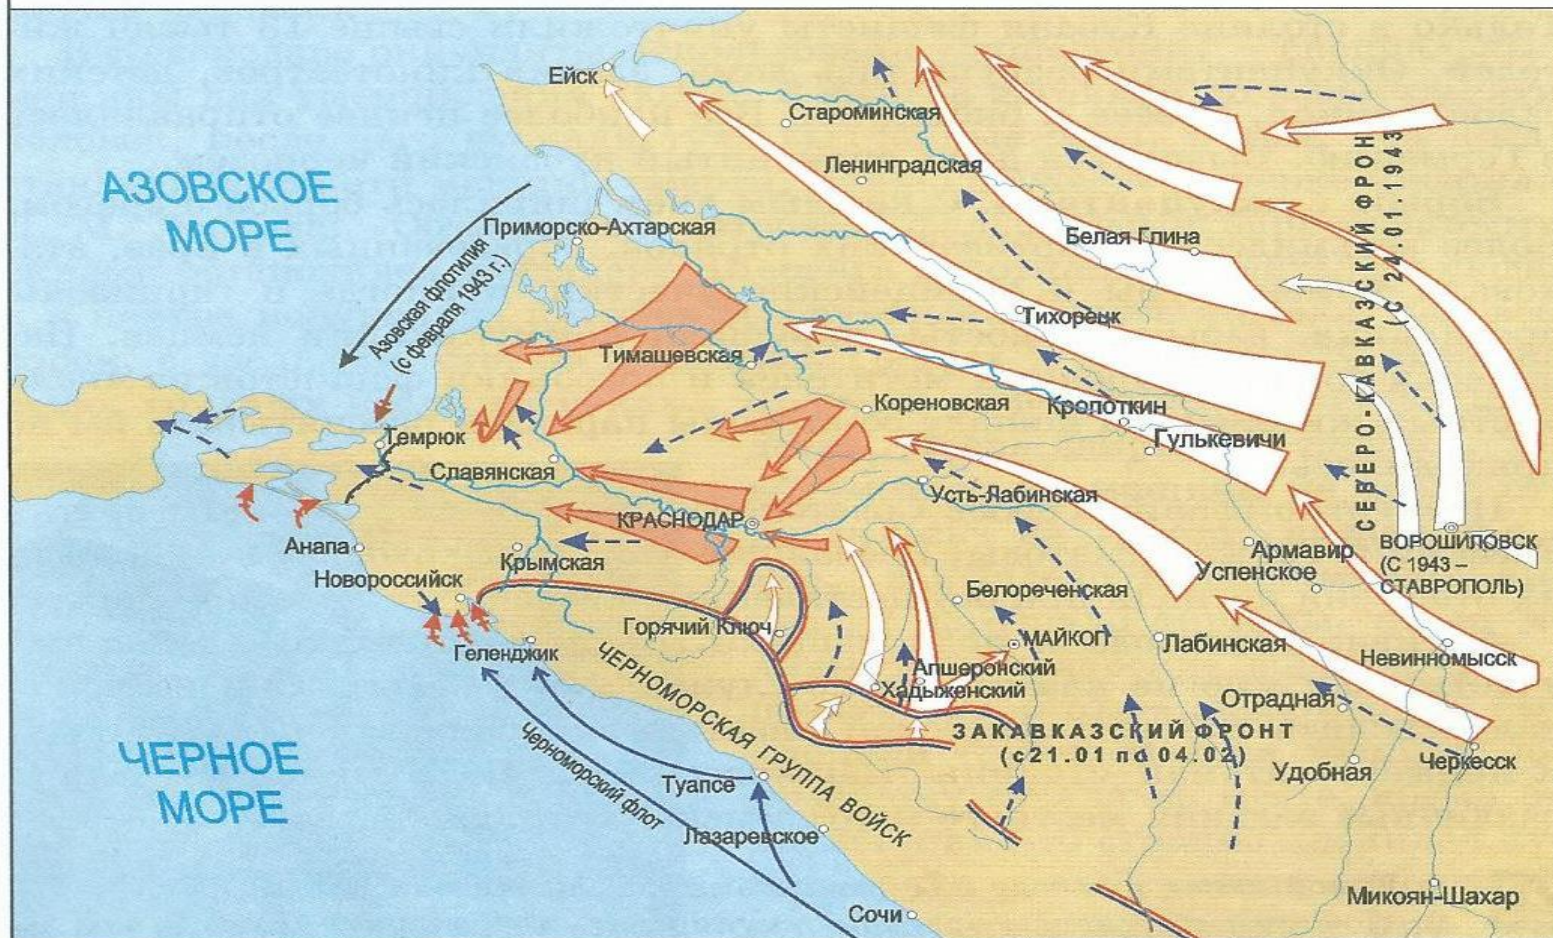 Ейск
Староминская
Ленинградская
АЗОВСКОЕ
МОРЕ
Приморско-Ахтарская
Белая Глина
СЕВЕРО-КАВКАЗСКИЙ ФРОНТ
(С 24.01.1943
Азовская флотилия
(с февраля 1943 г.)
Тихорецк
Тимашевская
Кореновская
Кропоткин
Гулькевичи
Темрюк
Славянская
Усть-Лабинская
КРАСНОДАР
Анапа
Крымская
Армавир
Успенское
ВОРОШИЛОВСК
(С 1943 –
СТАВРОПОЛЬ)
Новороссийск
Белореченская
Горячий Ключ
МАЙКОП
Лабинская
Геленджик
Апшеронский
Хадыженский
Невинномысск
Отрадная
ЧЕРНОМОРСКАЯ ГРУППА ВОЙСК
ЗАКАВКАЗСКИЙ ФРОНТ
(с21.01 по 04.02)
Черкесск
Удобная
ЧЕРНОЕ
МОРЕ
Черноморский флот
Туапсе
Лазаревское
Микоян-Шахар
Сочи